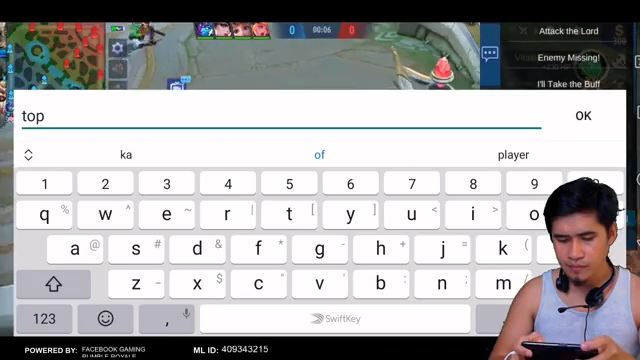 0 00:06 0
Attack the Lord
Enemy Missing!
I'll Take the Buff
top
OK
ka of player
1 2 3 4 5 6 7 8 9
q % w ^ e ~ r | t [ y ] u < i > o
a @ s # d & f * g - h + j = k (
z - x $ c " v ' b : n ; m /
123 , SwiftKey
POWERED BY: FACEBOOK GAMING ML ID: 409343215
RUMBLE ROYALE